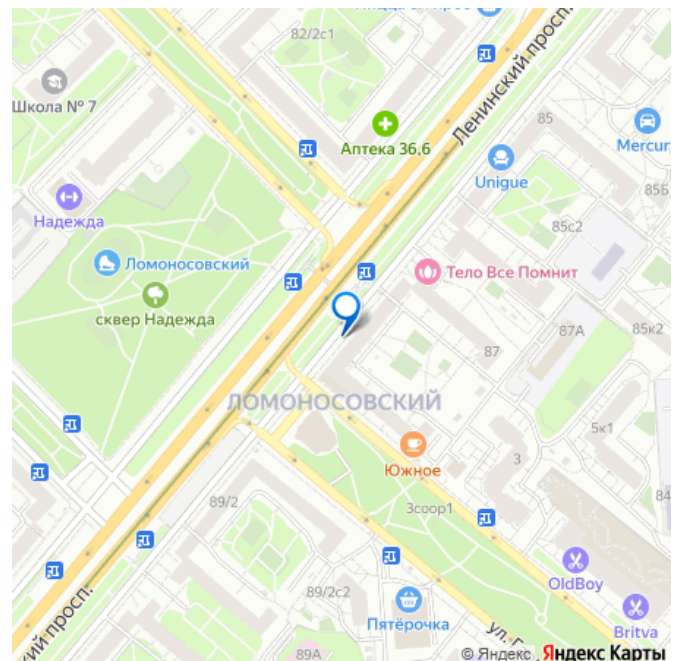 82/2с1
Школа № 7
Аптека 36,6
Ленинский просп.
85
Mercur
Unigue
85Б
Надежда
85с2
Ломоносовский
Тело Все Помнит
сквер Надежда
87А
85к2
87
ЛОМОНОСОВСКИЙ
5к1
Южное
3
84
89/2
3соор1
OldBoy
89/2с2
Пятёрочка
Britva
кий просп.
ул. Г
89А
© Яндекс Яндекс Карты